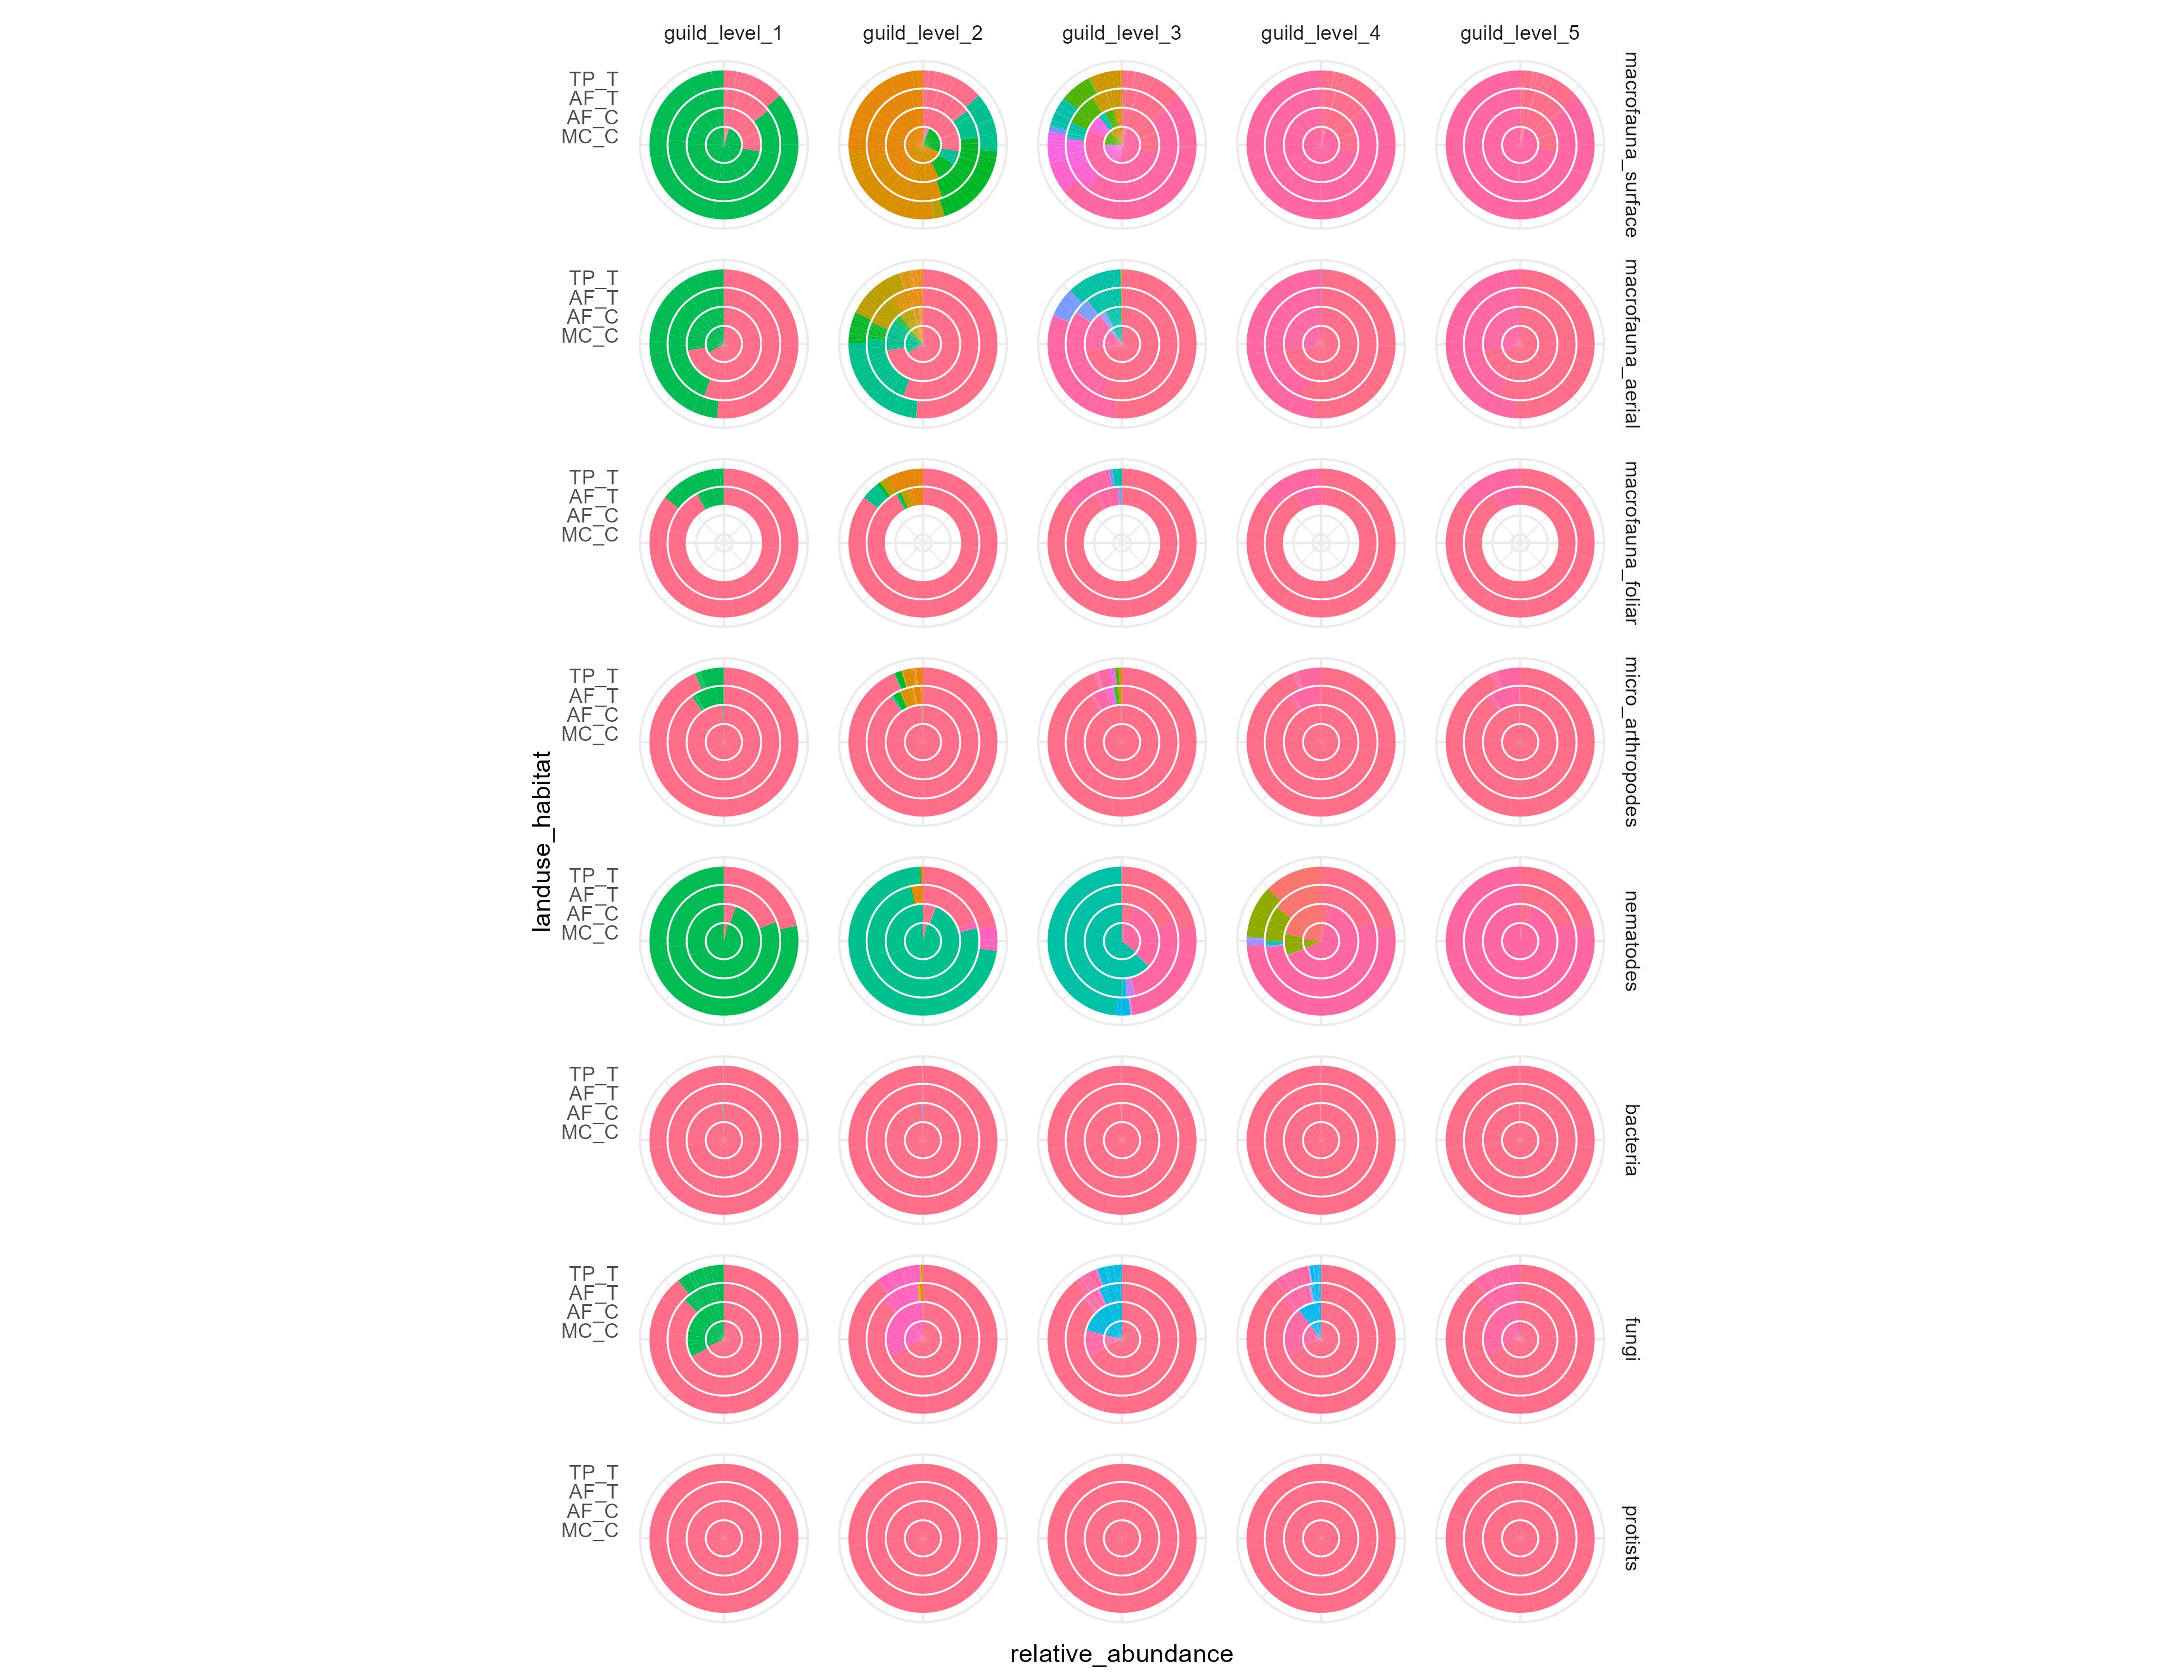 guild_level_1 guild_level_2 guild_level_3 guild_level_4 guild_level_5
TP_T
AF_T
AF_C
MC_C
macrofauna_surface
TP_T
AF_T
AF_C
MC_C
macrofauna_aerial
TP_T
AF_T
AF_C
MC_C
macrofauna_foliar
TP_T
AF_T
AF_C
MC_C
micro_arthropodes
landuse_habitat
TP_T
AF_T
AF_C
MC_C
nematodes
TP_T
AF_T
AF_C
MC_C
bacteria
TP_T
AF_T
AF_C
MC_C
fungi
TP_T
AF_T
AF_C
MC_C
protists
relative_abundance